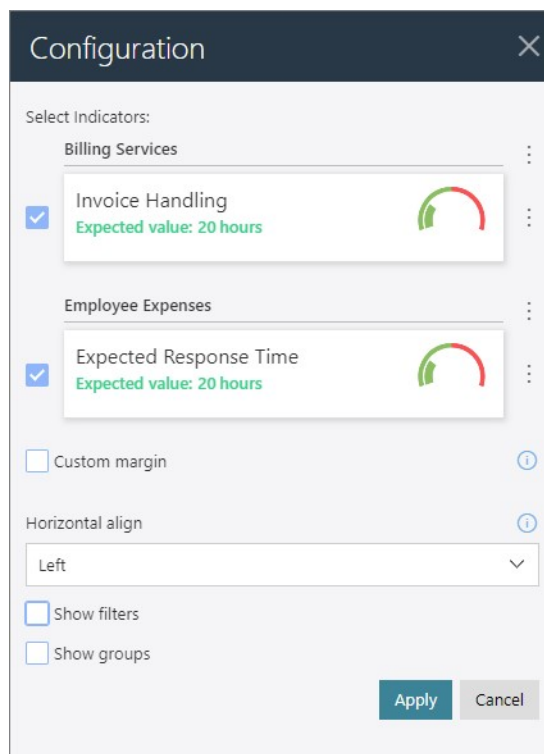 Configuration
Select Indicators:
Billing Services
Invoice Handling
Expected value: 20 hours
Employee Expenses
Expected Response Time
Expected value: 20 hours
Custom margin
Horizontal align
Left
Show filters
Show groups
Apply
Cancel